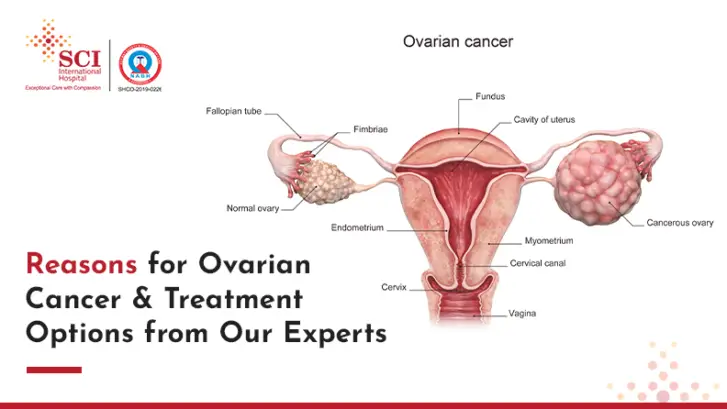 SCI
International
Hospital
Exceptional Care with Compassion
NABH
SHCO-2019-0226
Ovarian cancer
Fundus
Fallopian tube
Cavity of uterus
Fimbriae
Normal ovary
Cancerous ovary
Endometrium
Myometrium
Cervical canal
Cervix
Vagina
Reasons for Ovarian
Cancer & Treatment
Options from Our Experts